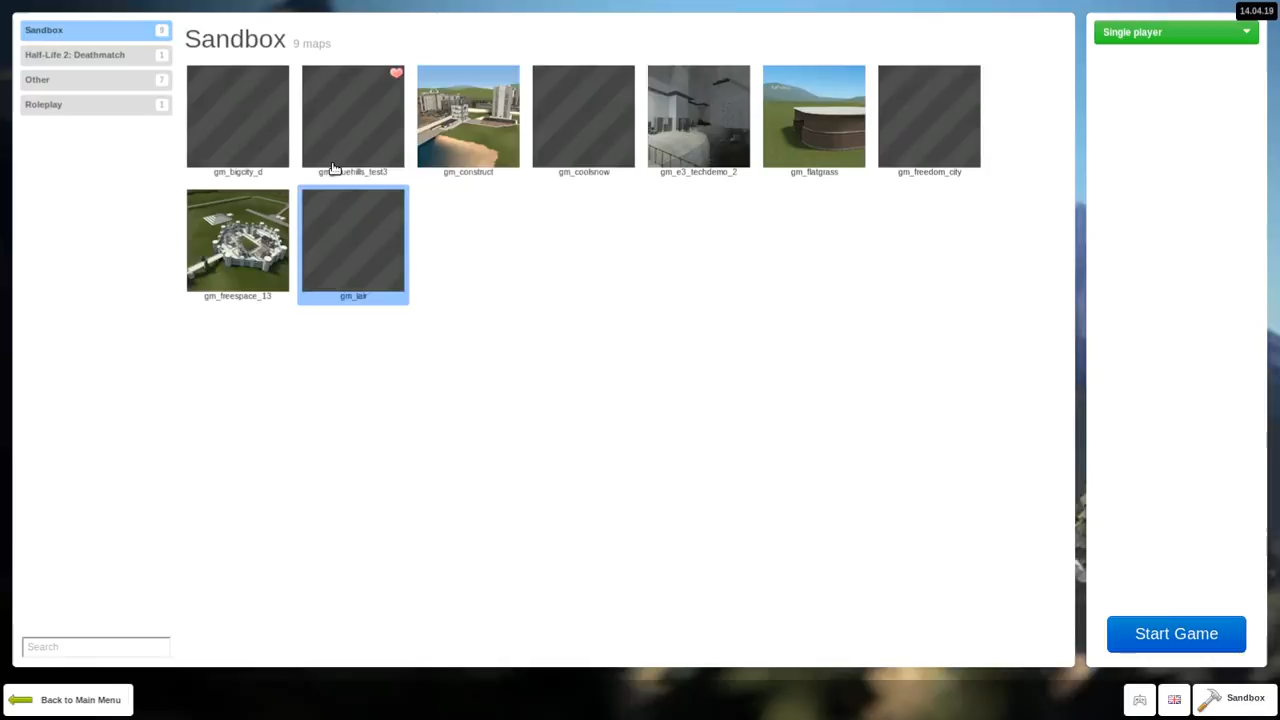 14.04.19
Sandbox 9
Half-Life 2: Deathmatch 1
Other 7
Roleplay 1
Sandbox 9 maps
gm_bigcity_d
gm_construct
gm_coolsnow
gm_e3_techdemo_2
gm_flatgrass
gm_freedom_city
gm_freespace_13
gm_lair
Search
Single player
Start Game
Back to Main Menu
Sandbox